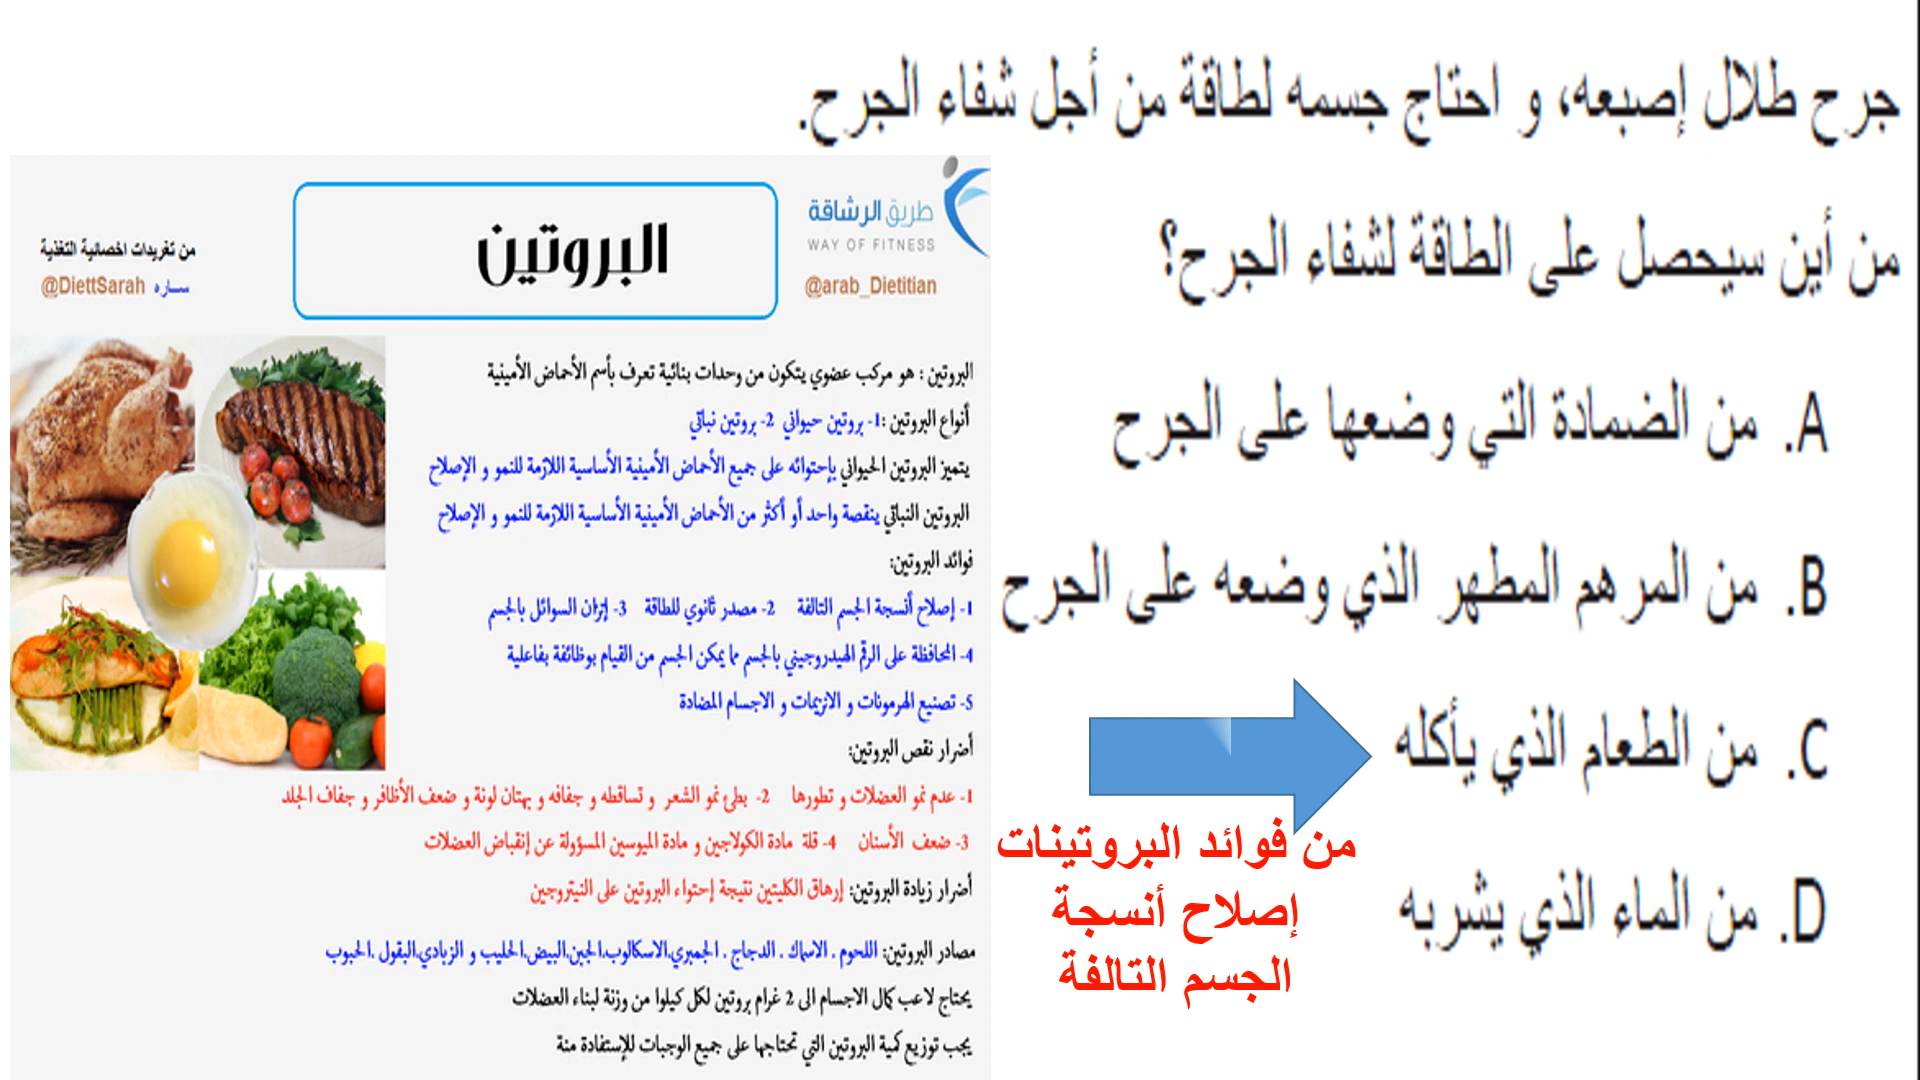 جرح طلال إصبعه، و احتاج جسمه لطاقة من أجل شفاء الجرح.
من أين سيحصل على الطاقة لشفاء الجرح؟
A. من الضمادة التي وضعها على الجرح
B. من المرهم المطهر الذي وضعه على الجرح
C. من الطعام الذي يأكله
D. من الماء الذي يشربه
من فوائد البروتينات
إصلاح أنسجة
الجسم التالفة
طريق الرشاقة
WAY OF FITNESS
@arab_Dietitian
البروتين
من تغريدات اخصائية التغذية
ساره @DiettSarah
البروتين : هو مركب عضوي يتكون من وحدات بنائية تعرف بأسم الأحماض الأمينية
أنواع البروتين :1- بروتين حيواني 2- بروتين نباتي
يتميز البروتين الحيواني بإحتوائه على جميع الأحماض الأمينية الأساسية اللازمة للنمو و الإصلاح
البروتين النباتي ينقصة واحد أو أكثر من الأحماض الأمينية الأساسية اللازمة للنمو و الإصلاح
فوائد البروتين:
1- إصلاح أنسجة الجسم التالفة 2- مصدر ثانوي للطاقة 3- إتزان السوائل بالجسم
4- المحافظة على الرقم الهيدروجيني بالجسم مما يمكن الجسم من القيام بوظائفة بفاعلية
5- تصنيع الهرمونات و الانزيمات و الاجسام المضادة
أضرار نقص البروتين:
1- عدم نمو العضلات و تطورها 2- بطئ نمو الشعر و تساقطه و جفافه و بهتان لونة و ضعف الأظافر و جفاف الجلد
3- ضعف الأسنان 4- قلة مادة الكولاجين و مادة الميوسين المسؤولة عن إنقباض العضلات
أضرار زيادة البروتين: إرهاق الكليتين نتيجة إحتواء البروتين على النيتروجين
مصادر البروتين: اللحوم . الاسماك . الدجاج . الجمبري.الاسكالوب.الجبن.البيض.الحليب و الزبادي.البقول .الحبوب
يحتاج لاعب كمال الاجسام الى 2 غرام بروتين لكل كيلوا من وزنة لبناء العضلات
يجب توزيع كمية البروتين التي تحتاجها على جميع الوجبات للإستفادة منة